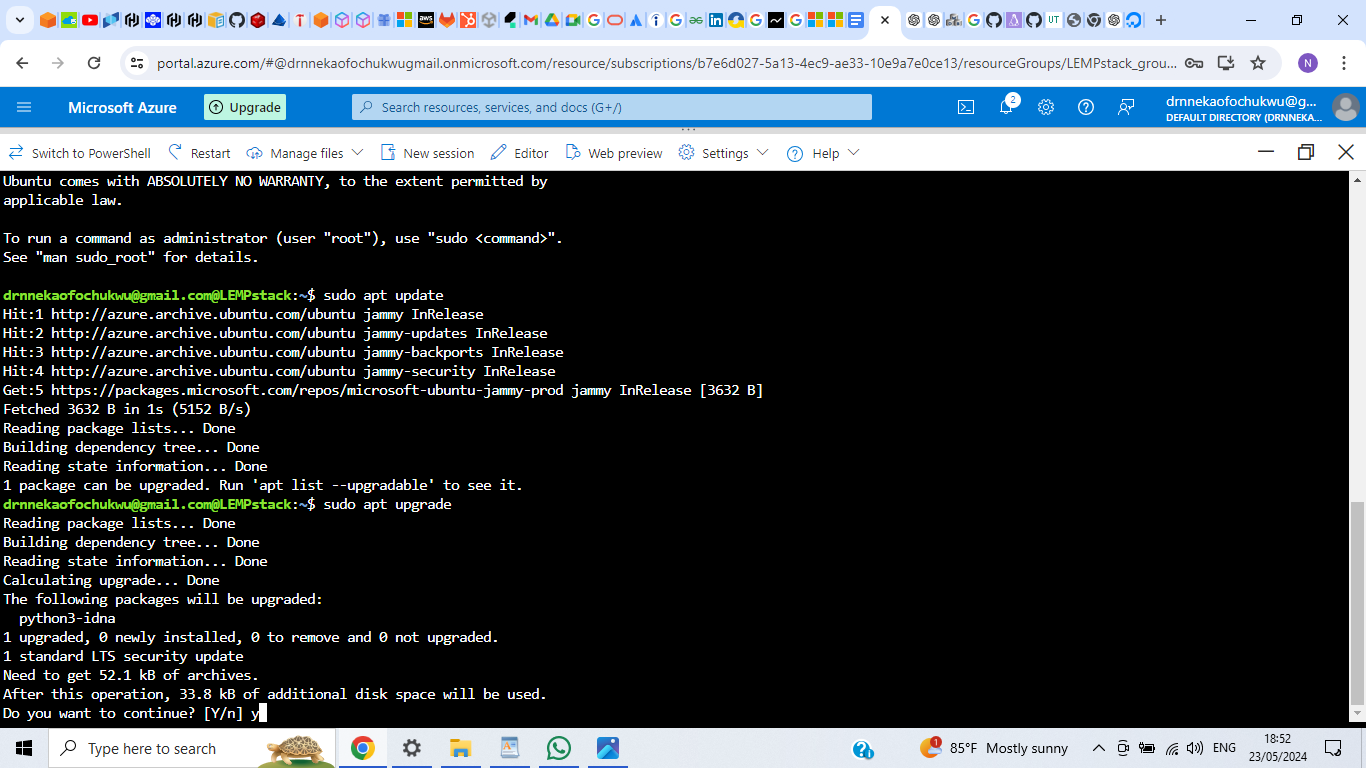 portal.azure.com/#@drnnekaofochukwugmail.onmicrosoft.com/resource/subscriptions/b7e6d027-5a13-4ec9-ae33-10e9a7e0ce13/resourceGroups/LEMPstack_grou...
N
Microsoft Azure
Upgrade
Search resources, services, and docs (G+/)
2
drnnekaofochukwu@g...
DEFAULT DIRECTORY (DRNNEKA...
Switch to PowerShell
Restart
Manage files
New session
Editor
Web preview
Settings
Help
Ubuntu comes with ABSOLUTELY NO WARRANTY, to the extent permitted by
applicable law.
To run a command as administrator (user "root"), use "sudo <command>".
See "man sudo_root" for details.
drnnekaofochukwu@gmail.com@LEMPstack:~$ sudo apt update
Hit:1 http://azure.archive.ubuntu.com/ubuntu jammy InRelease
Hit:2 http://azure.archive.ubuntu.com/ubuntu jammy-updates InRelease
Hit:3 http://azure.archive.ubuntu.com/ubuntu jammy-backports InRelease
Hit:4 http://azure.archive.ubuntu.com/ubuntu jammy-security InRelease
Get:5 https://packages.microsoft.com/repos/microsoft-ubuntu-jammy-prod jammy InRelease [3632 B]
Fetched 3632 B in 1s (5152 B/s)
Reading package lists... Done
Building dependency tree... Done
Reading state information... Done
1 package can be upgraded. Run 'apt list --upgradable' to see it.
drnnekaofochukwu@gmail.com@LEMPstack:~$ sudo apt upgrade
Reading package lists... Done
Building dependency tree... Done
Reading state information... Done
Calculating upgrade... Done
The following packages will be upgraded:
python3-idna
1 upgraded, 0 newly installed, 0 to remove and 0 not upgraded.
1 standard LTS security update
Need to get 52.1 kB of archives.
After this operation, 33.8 kB of additional disk space will be used.
Do you want to continue? [Y/n] y
Type here to search
1
85°F Mostly sunny
ENG
18:52
23/05/2024